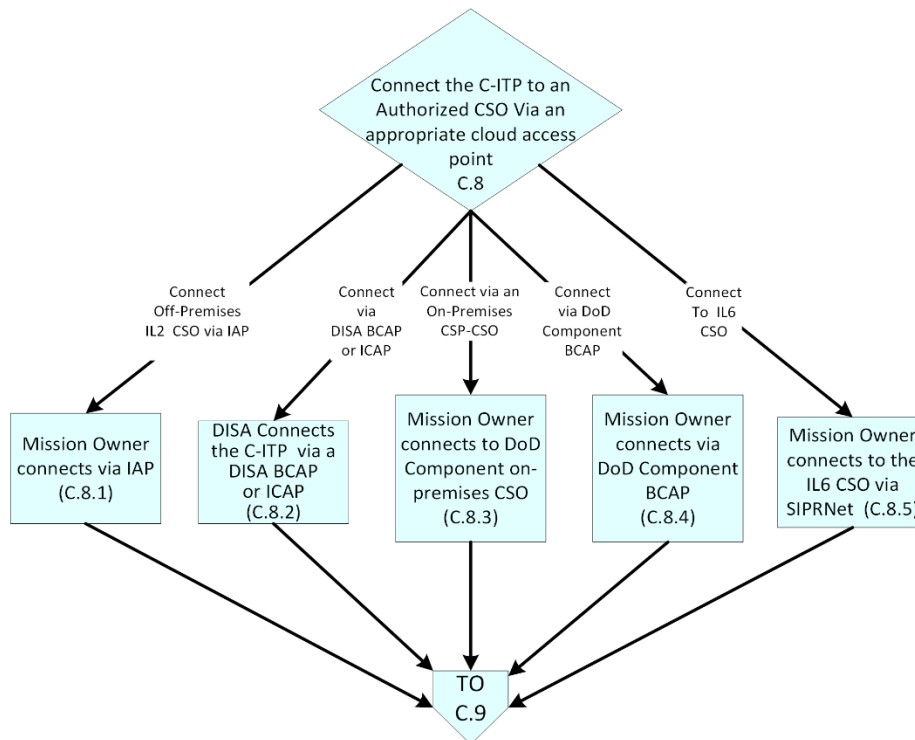 Connect the C-ITP to an
Authorized CSO Via an
appropriate cloud access
point
C.8
Connect
Off-Premises
IL2 CSO via IAP
Connect
via
DISA BCAP
or ICAP
Connect via an
On-Premises
CSP-CSO
Connect
via DoD
Component
BCAP
Connect
To IL6
CSO
Mission Owner
connects via IAP
(C.8.1)
DISA Connects
the C-ITP via a
DISA BCAP
or ICAP
(C.8.2)
Mission Owner
connects to DoD
Component on-
premises CSO
(C.8.3)
Mission Owner
connects via
DoD Component
BCAP
(C.8.4)
Mission Owner
connects to the
IL6 CSO via
SIPRNet (C.8.5)
TO
C.9